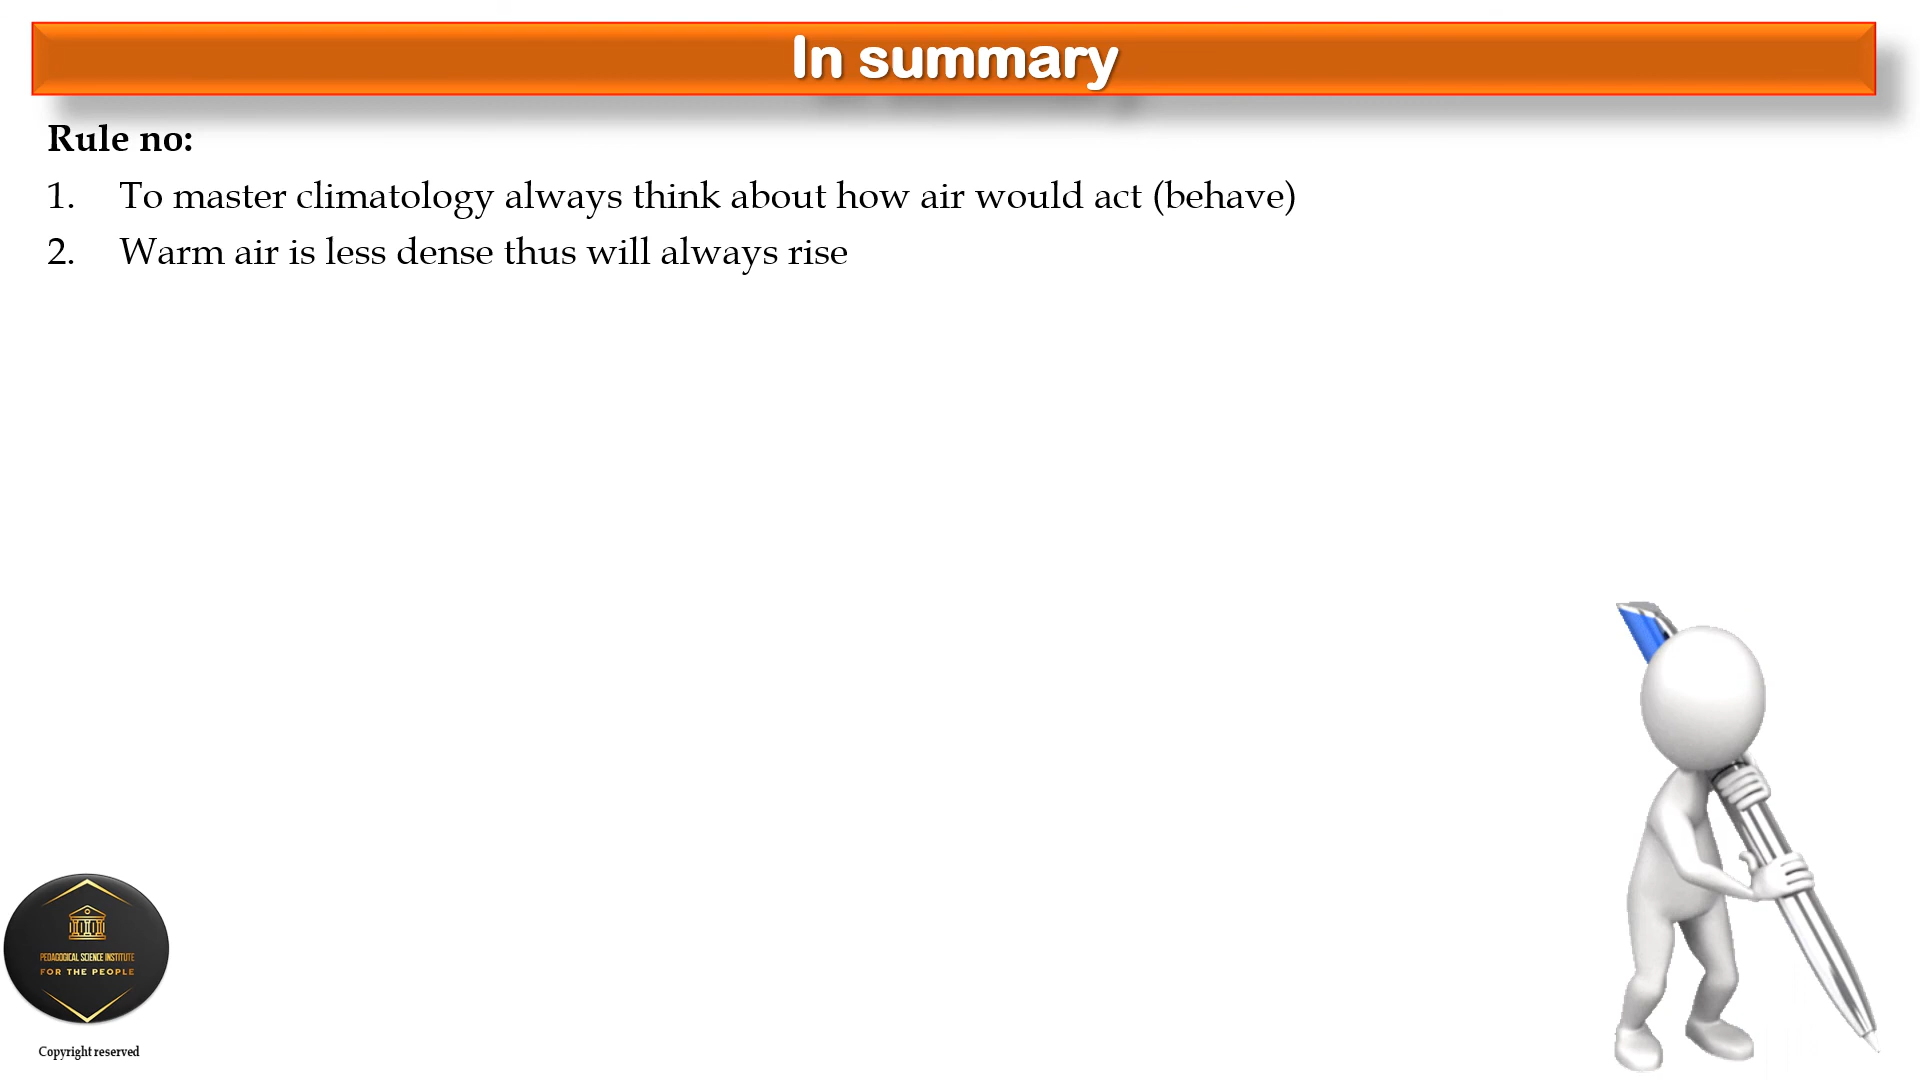 In summary
Rule no:
1. To master climatology always think about how air would act (behave)
2. Warm air is less dense thus will always rise
PEDAGOGICAL SCIENCE INSTITUTE
FOR THE PEOPLE
Copyright reserved